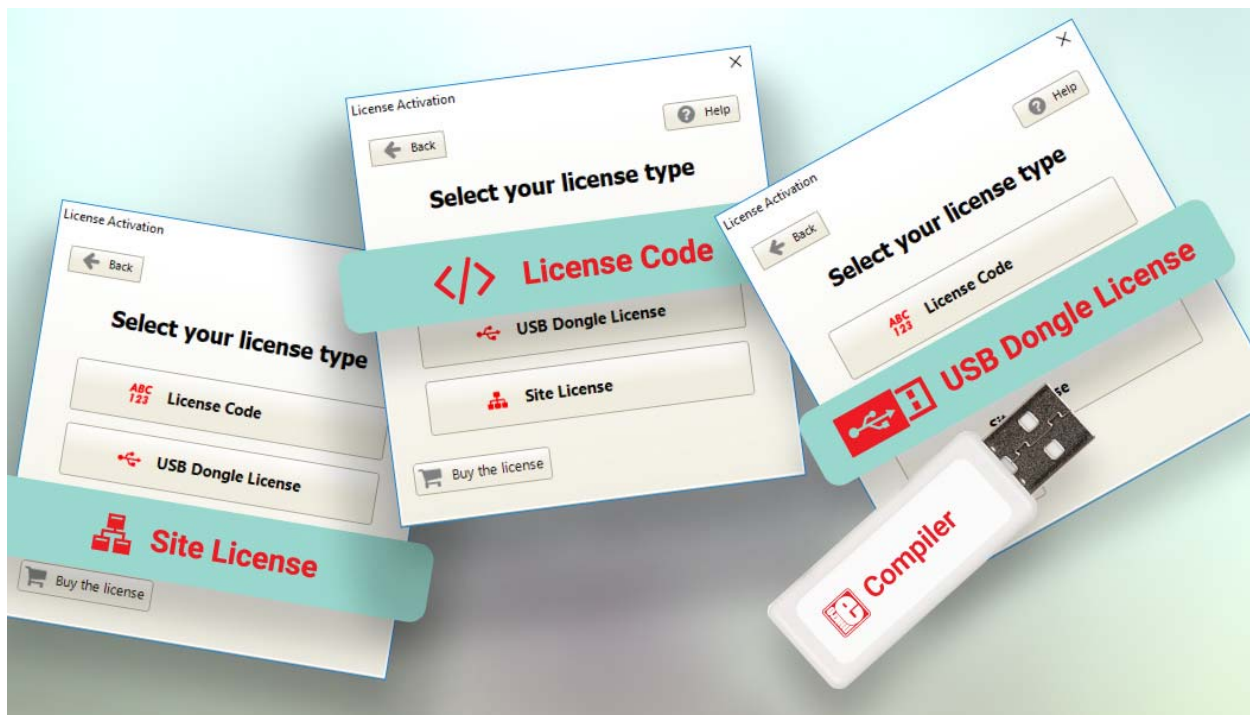 License Activation
Back
Select your license type
ABC
123
License Code
USB Dongle License
Site License
Buy the license
License Activation
Help
Back
Select your license type
License Code
USB Dongle License
Site License
Buy the license
License Activation
Help
Back
Select your license type
ABC
123
License Code
USB Dongle License
Compiler